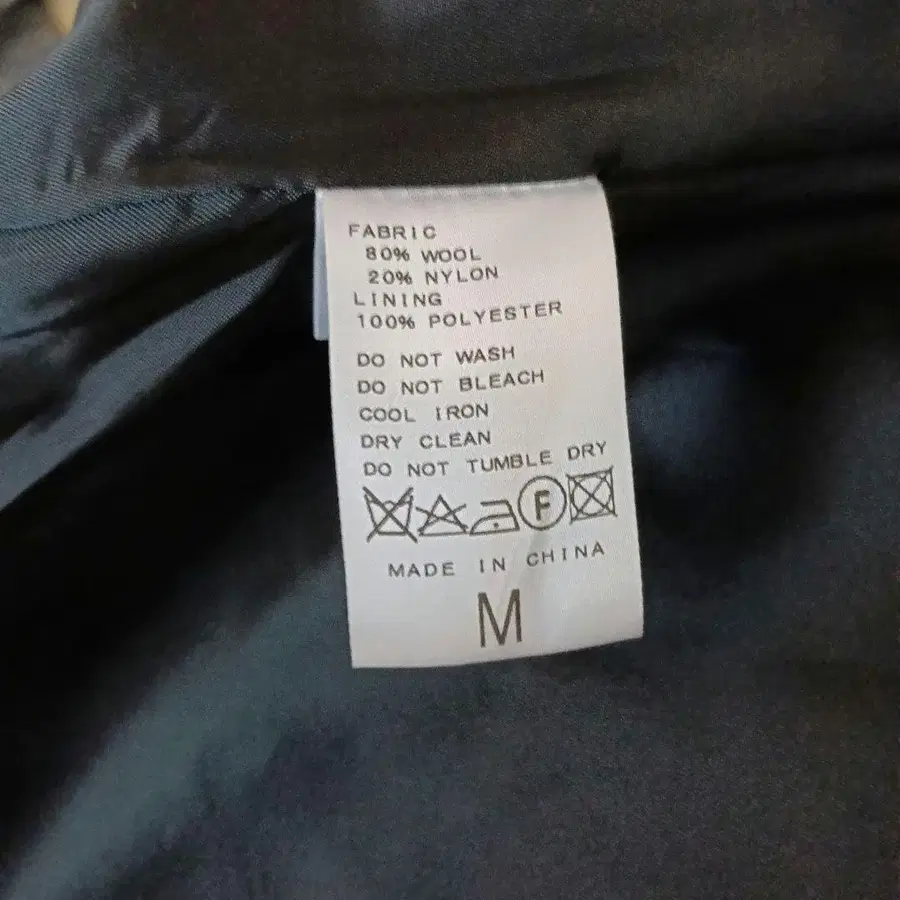 FABRIC
80% WOOL
20% NYLON
LINING
100% POLYESTER
DO NOT WASH
DO NOT BLEACH
COOL IRON
DRY CLEAN
DO NOT TUMBLE DRY
F
MADE IN CHINA
M